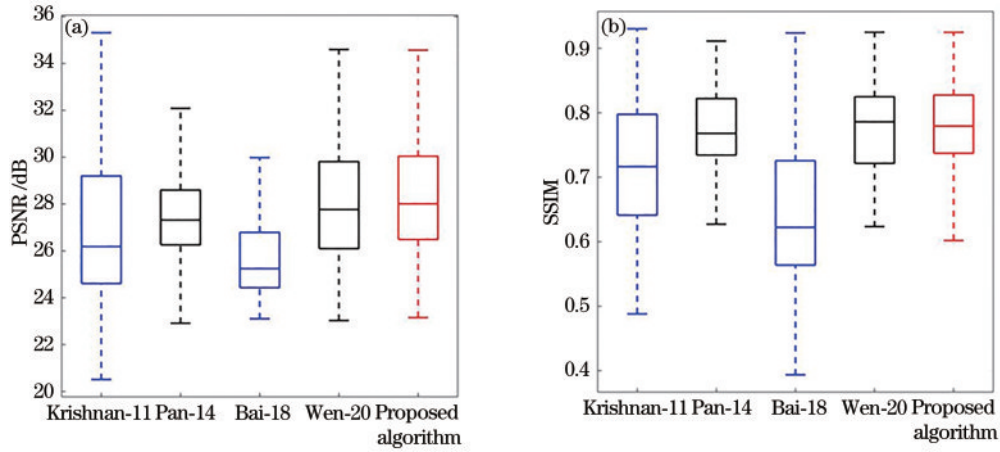 (a)
36
34
32
30
28
26
24
22
20
PSNR /dB
Krishnan-11 Pan-14 Bai-18 Wen-20 Proposed
algorithm
(b)
0.9
0.8
0.7
0.6
0.5
0.4
SSIM
Krishnan-11 Pan-14 Bai-18 Wen-20 Proposed
algorithm